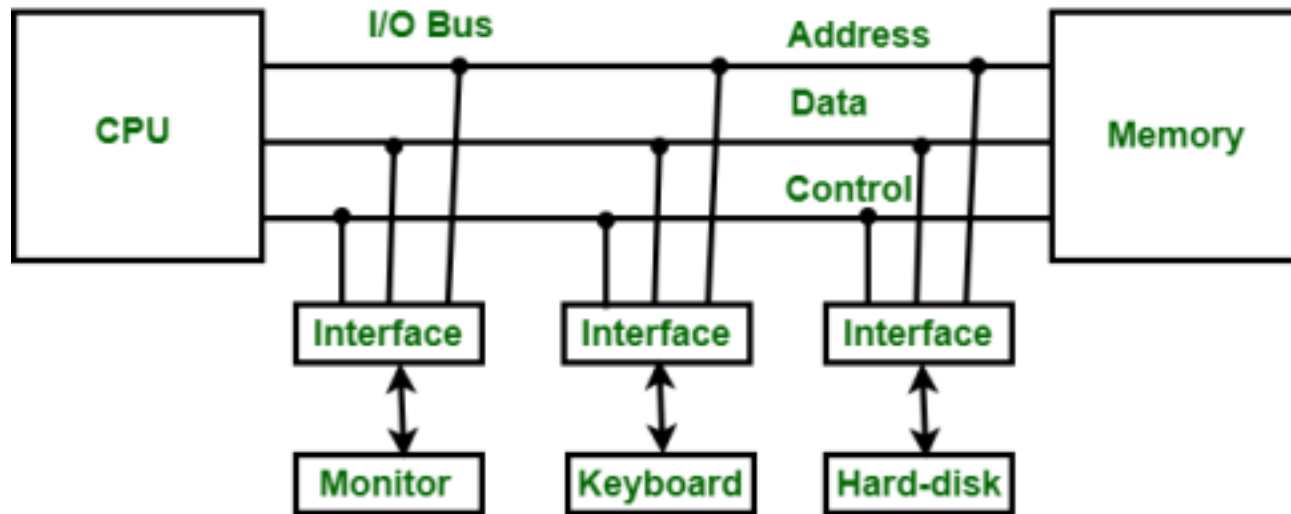 I/O Bus
Address
Data
CPU
Memory
Control
Interface
Interface
Interface
Monitor
Keyboard
Hard-disk